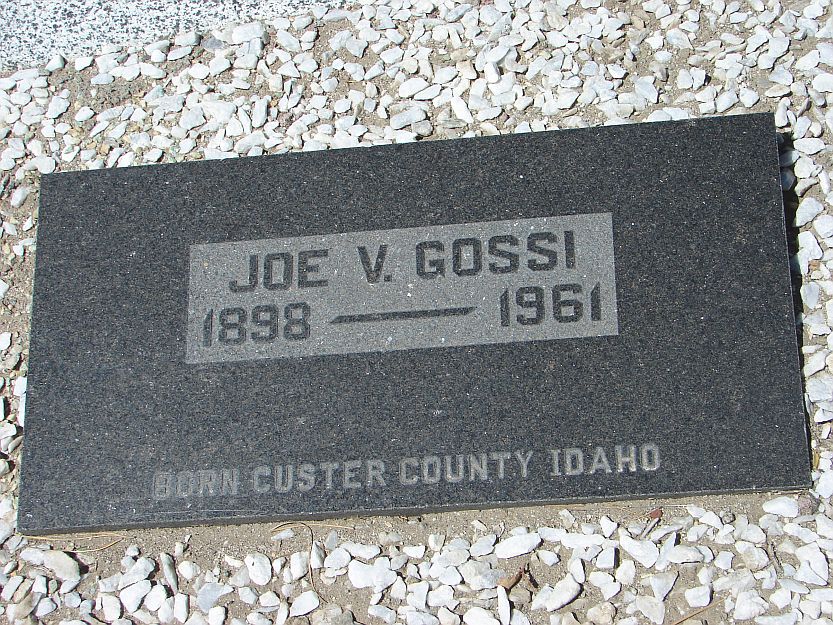 JOE V. GOSSI
1898 — 1961
BORN CUSTER COUNTY IDAHO